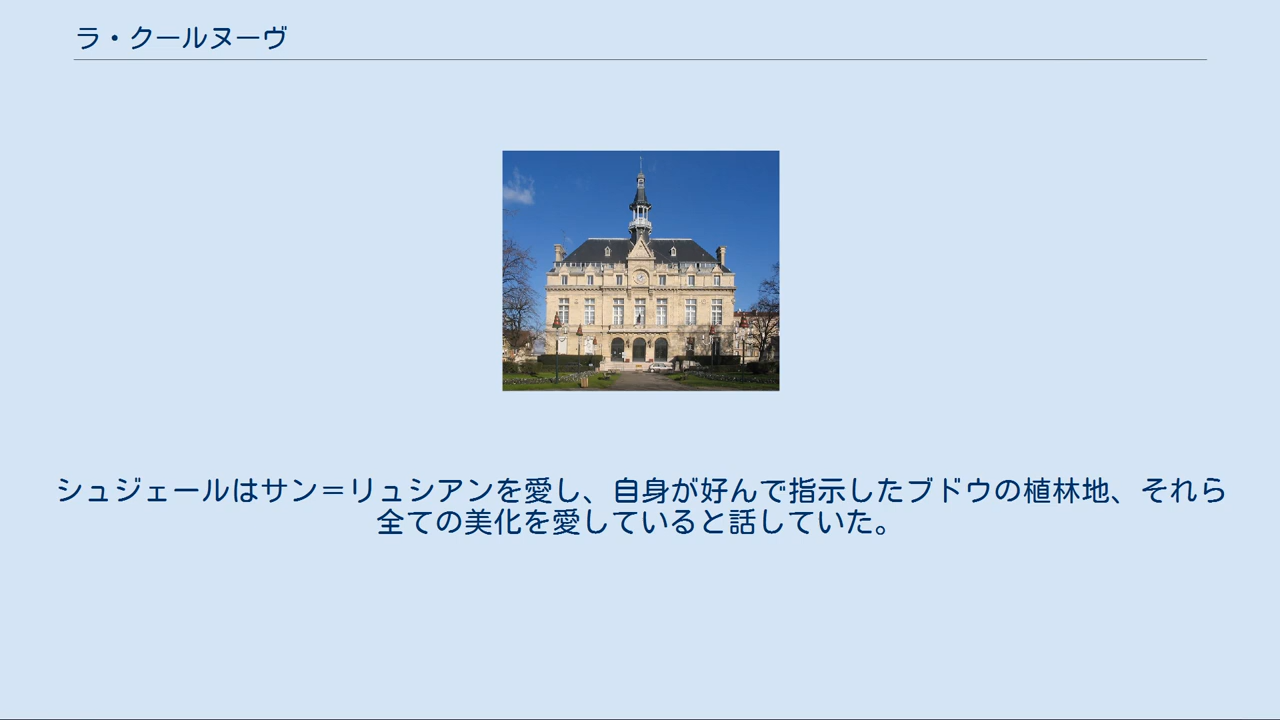 ラ・クールヌーヴ
シュジェールはサン＝リュシアンを愛し、自身が好んで指示したブドウの植林地、それら
全ての美化を愛していると話していた。